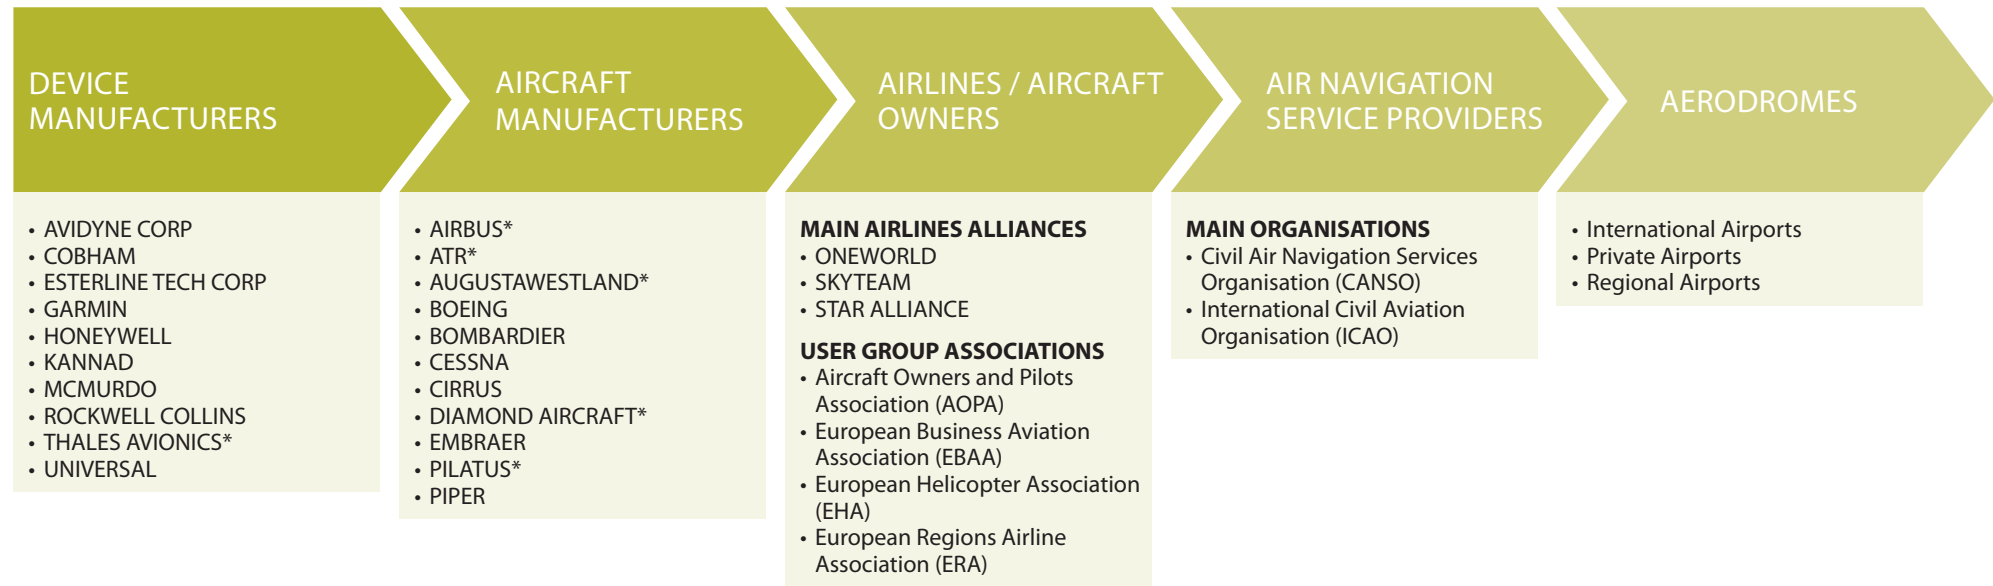 DEVICE
MANUFACTURERS
• AVIDYNE CORP
• COBHAM
• ESTERLINE TECH CORP
• GARMIN
• HONEYWELL
• KANNAD
• MCMURDO
• ROCKWELL COLLINS
• THALES AVIONICS*
• UNIVERSAL
AIRCRAFT
MANUFACTURERS
• AIRBUS*
• ATR*
• AUGUSTAWESTLAND*
• BOEING
• BOMBARDIER
• CESSNA
• CIRRUS
• DIAMOND AIRCRAFT*
• EMBRAER
• PILATUS*
• PIPER
AIRLINES / AIRCRAFT
OWNERS
MAIN AIRLINES ALLIANCES
• ONEWORLD
• SKYTEAM
• STAR ALLIANCE
USER GROUP ASSOCIATIONS
• Aircraft Owners and Pilots
Association (AOPA)
• European Business Aviation
Association (EBAA)
• European Helicopter Association
(EHA)
• European Regions Airline
Association (ERA)
AIR NAVIGATION
SERVICE PROVIDERS
MAIN ORGANISATIONS
• Civil Air Navigation Services
Organisation (CANSO)
• International Civil Aviation
Organisation (ICAO)
AERODROMES
• International Airports
• Private Airports
• Regional Airports